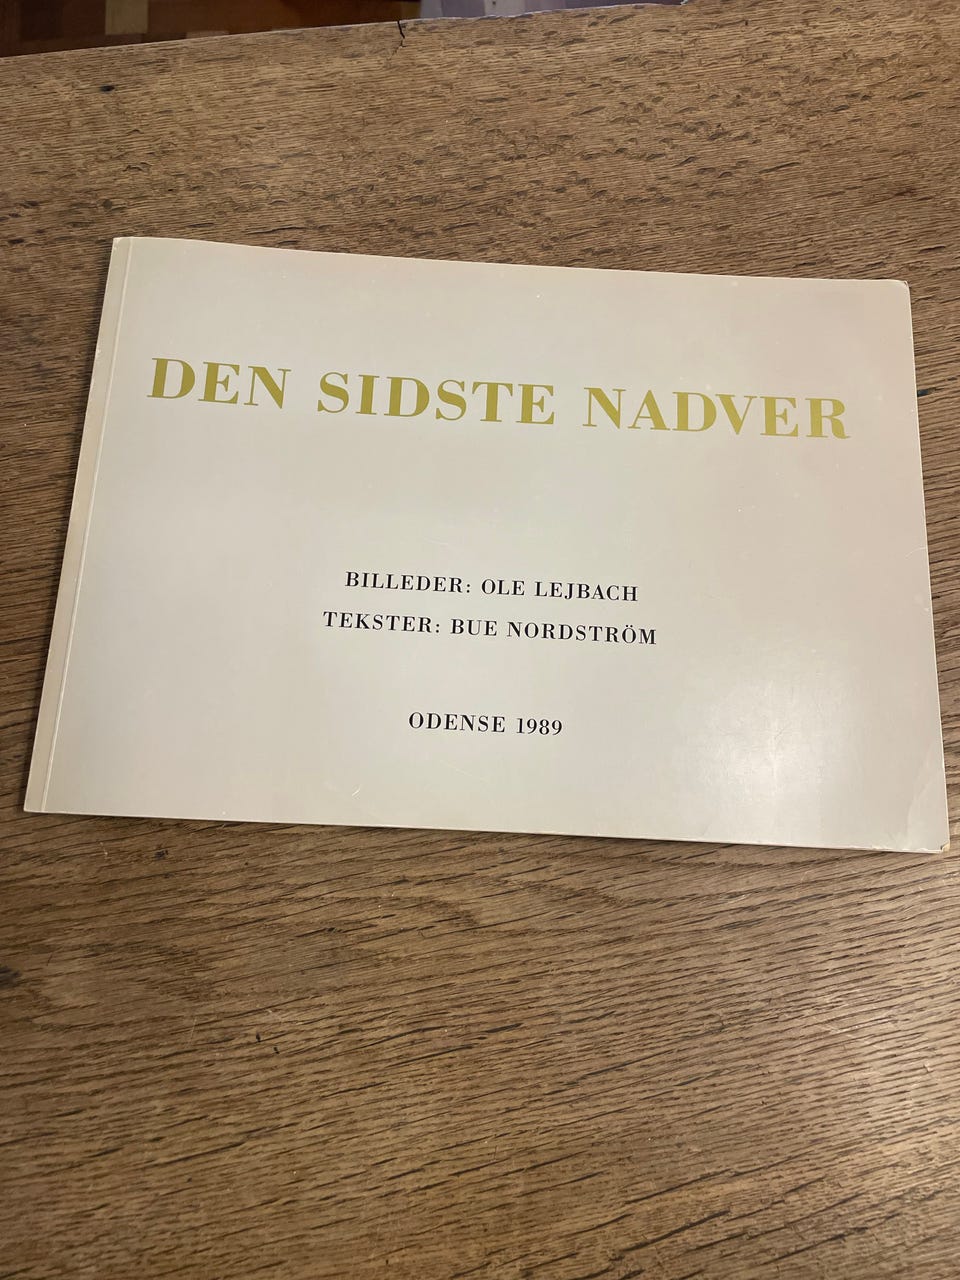 DEN SIDSTE NADVER
BILLEDER: OLE LEJBACH
TEKSTER: BUE NORDSTRÖM
ODENSE 1989